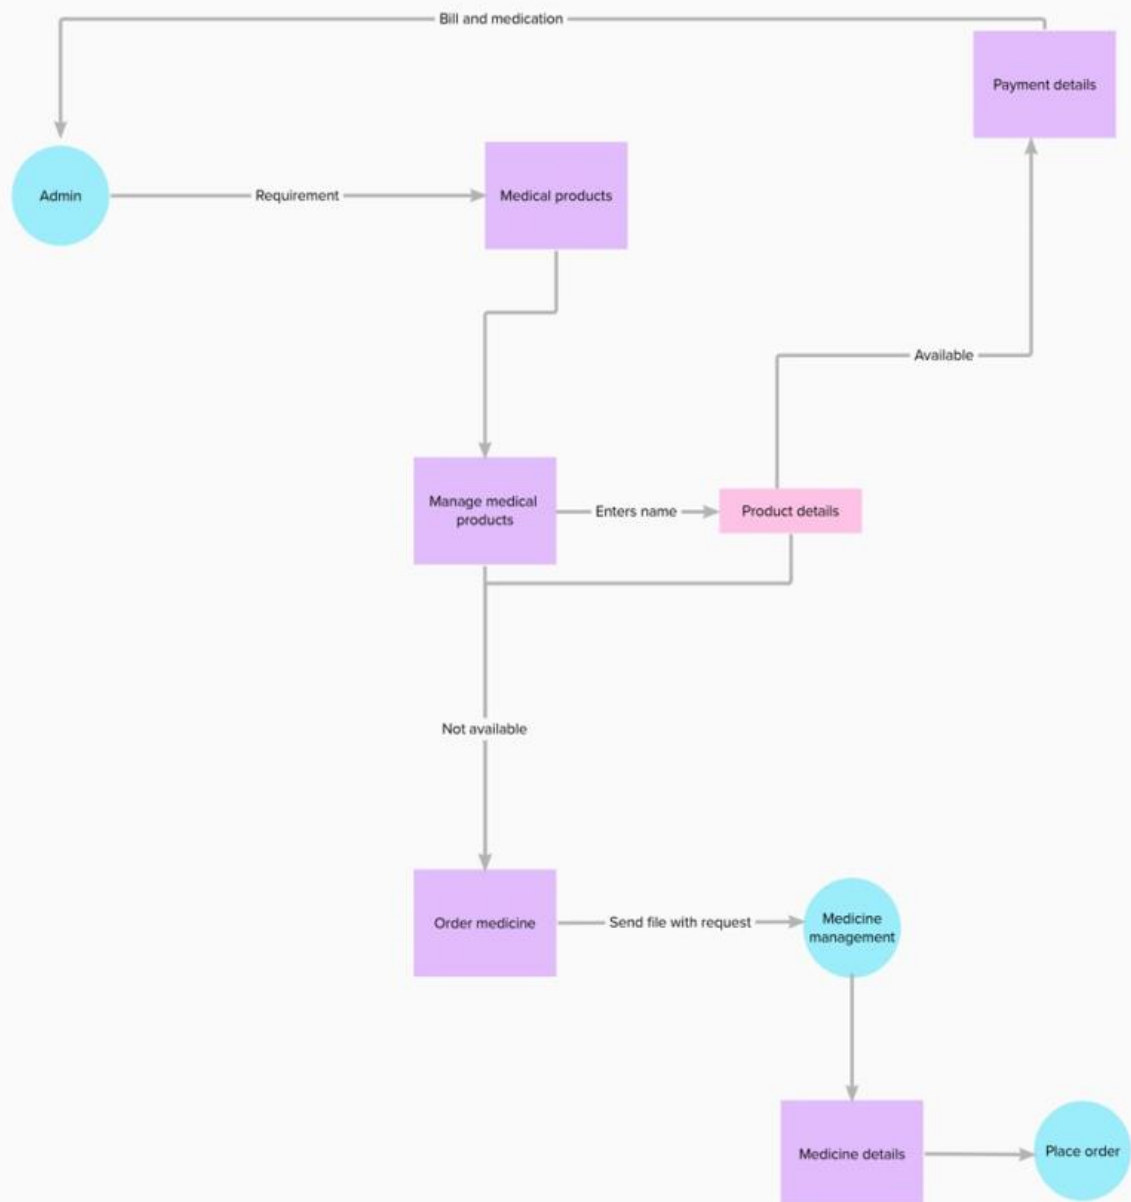 Bill and medication
Payment details
Admin
Requirement
Medical products
Available
Manage medical
products
Enters name
Product details
Not available
Order medicine
Send file with request
Medicine
management
Medicine details
Place order